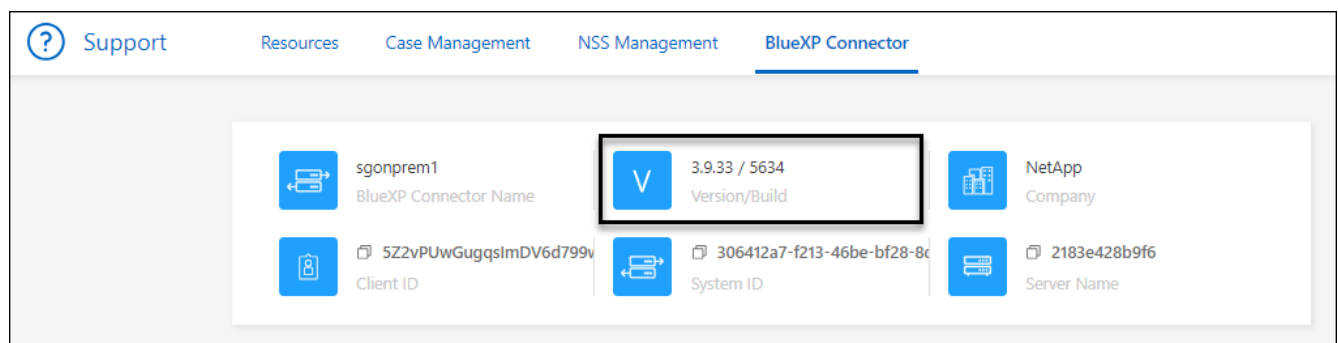 ? Support Resources Case Management NSS Management BlueXP Connector
sgonprem1
BlueXP Connector Name
V
3.9.33 / 5634
Version/Build
NetApp
Company
5Z2vPUwGugqsImDV6d799
Client ID
306412a7-f213-46be-bf28-8
System ID
2183e428b9f6
Server Name